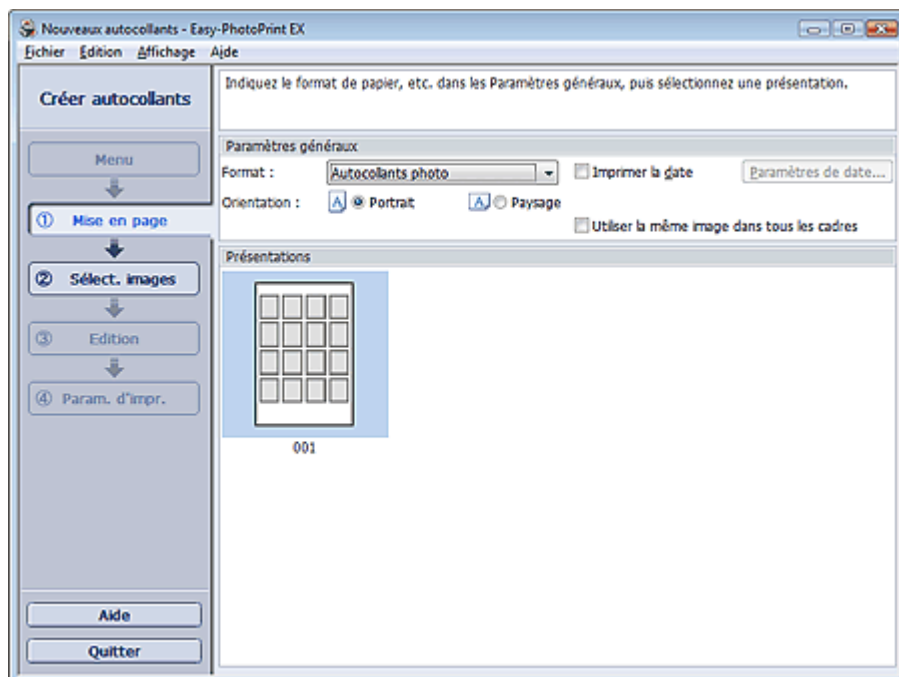 Nouveaux autocollants - Easy-PhotoPrint EX
Fichier Edition Affichage Aide
Créer autocollants
Menu
① Mise en page
② Sélect. images
③ Edition
④ Param. d'impr.
Aide
Quitter
Indiquez le format de papier, etc. dans les Paramètres généraux, puis sélectionnez une présentation.
Paramètres généraux
Format : Autocollants photo Imprimer la date Paramètres de date...
Orientation : A Portrait A Paysage
Utiliser la même image dans tous les cadres
Présentations
001